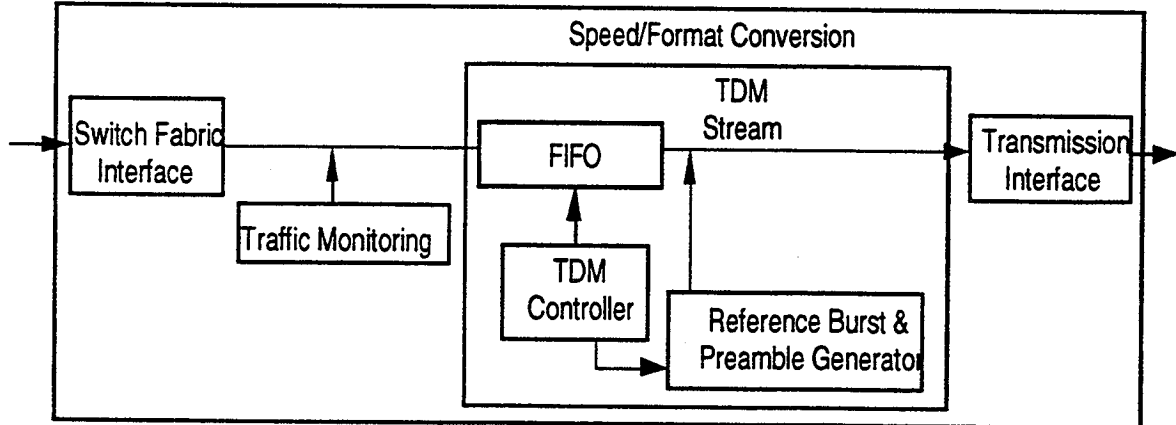 Speed/Format Conversion
TDM
Stream
Switch Fabric
Interface
FIFO
Transmission
Interface
Traffic Monitoring
TDM
Controller
Reference Burst &
Preamble Generator